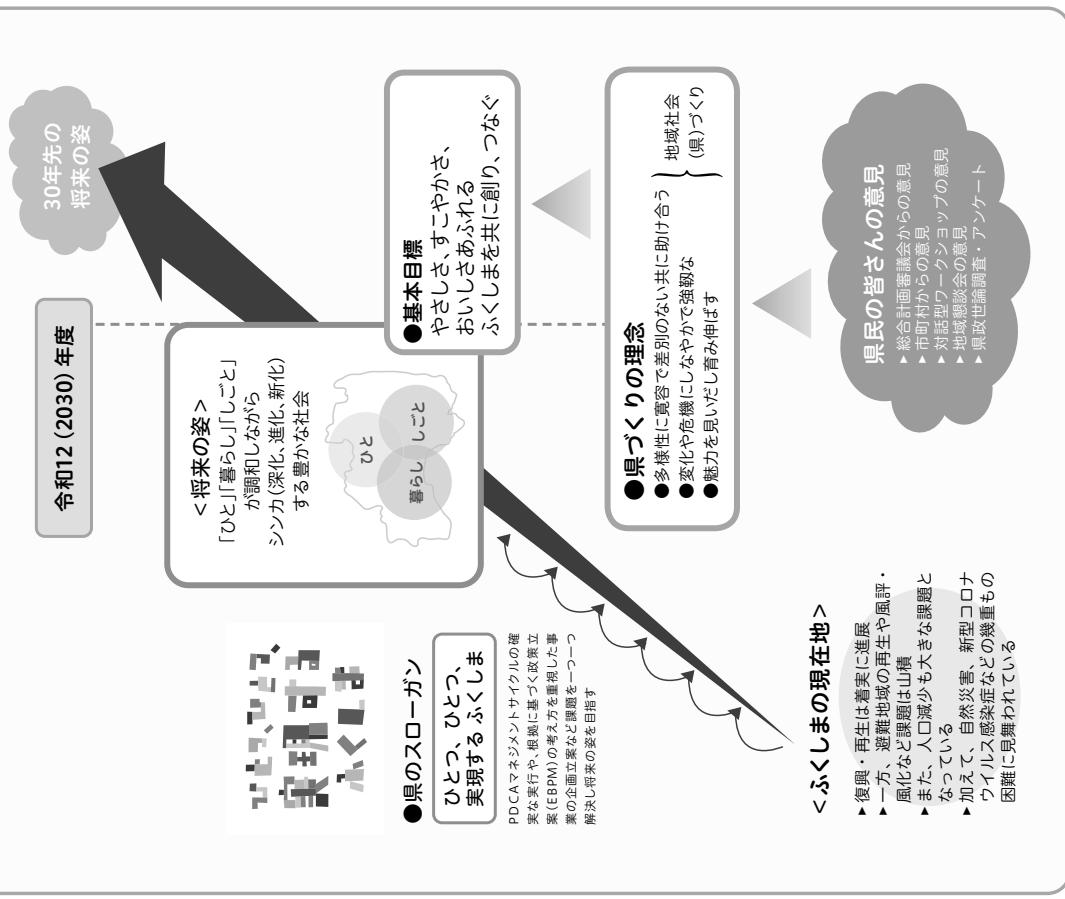 令和12(2030)年度
30年先の
将来の姿
<将来の姿>
「ひと」「暮らし」「しごと」
が調和しながら
シンカ(深化、進化、新化)
する豊かな社会
ひと
暮らし
しごと
●基本目標
やさしさ、すこやかさ、
おいしさあふれる
ふくしまを共に創り、つなぐ
●県のスローガン
ひとつ、ひとつ、
実現する ふくしま
PDCAマネジメントサイクルの確
実な実行や、根拠に基づく政策立
案(EBPM)の考え方を重視した事
業の企画立案など課題を一つ一つ
解決し将来の姿を目指す
●県づくりの理念
●多様性に寛容で差別のない共に助け合う
●変化や危機にしなやかで強靱な
●魅力を見いだし育み伸ばす
地域社会
(県)づくり
<ふくしまの現在地>
▶復興・再生は着実に進展
▶一方、避難地域の再生や風評・
風化など課題は山積
▶また、人口減少も大きな課題と
なっている
▶加えて、自然災害、新型コロナ
ウイルス感染症などの幾重もの
困難に見舞われている
県民の皆さんの意見
▶総合計画審議会からの意見
▶市町村からの意見
▶対話型ワークショップの意見
▶地域懇談会の意見
▶県政世論調査・アンケート